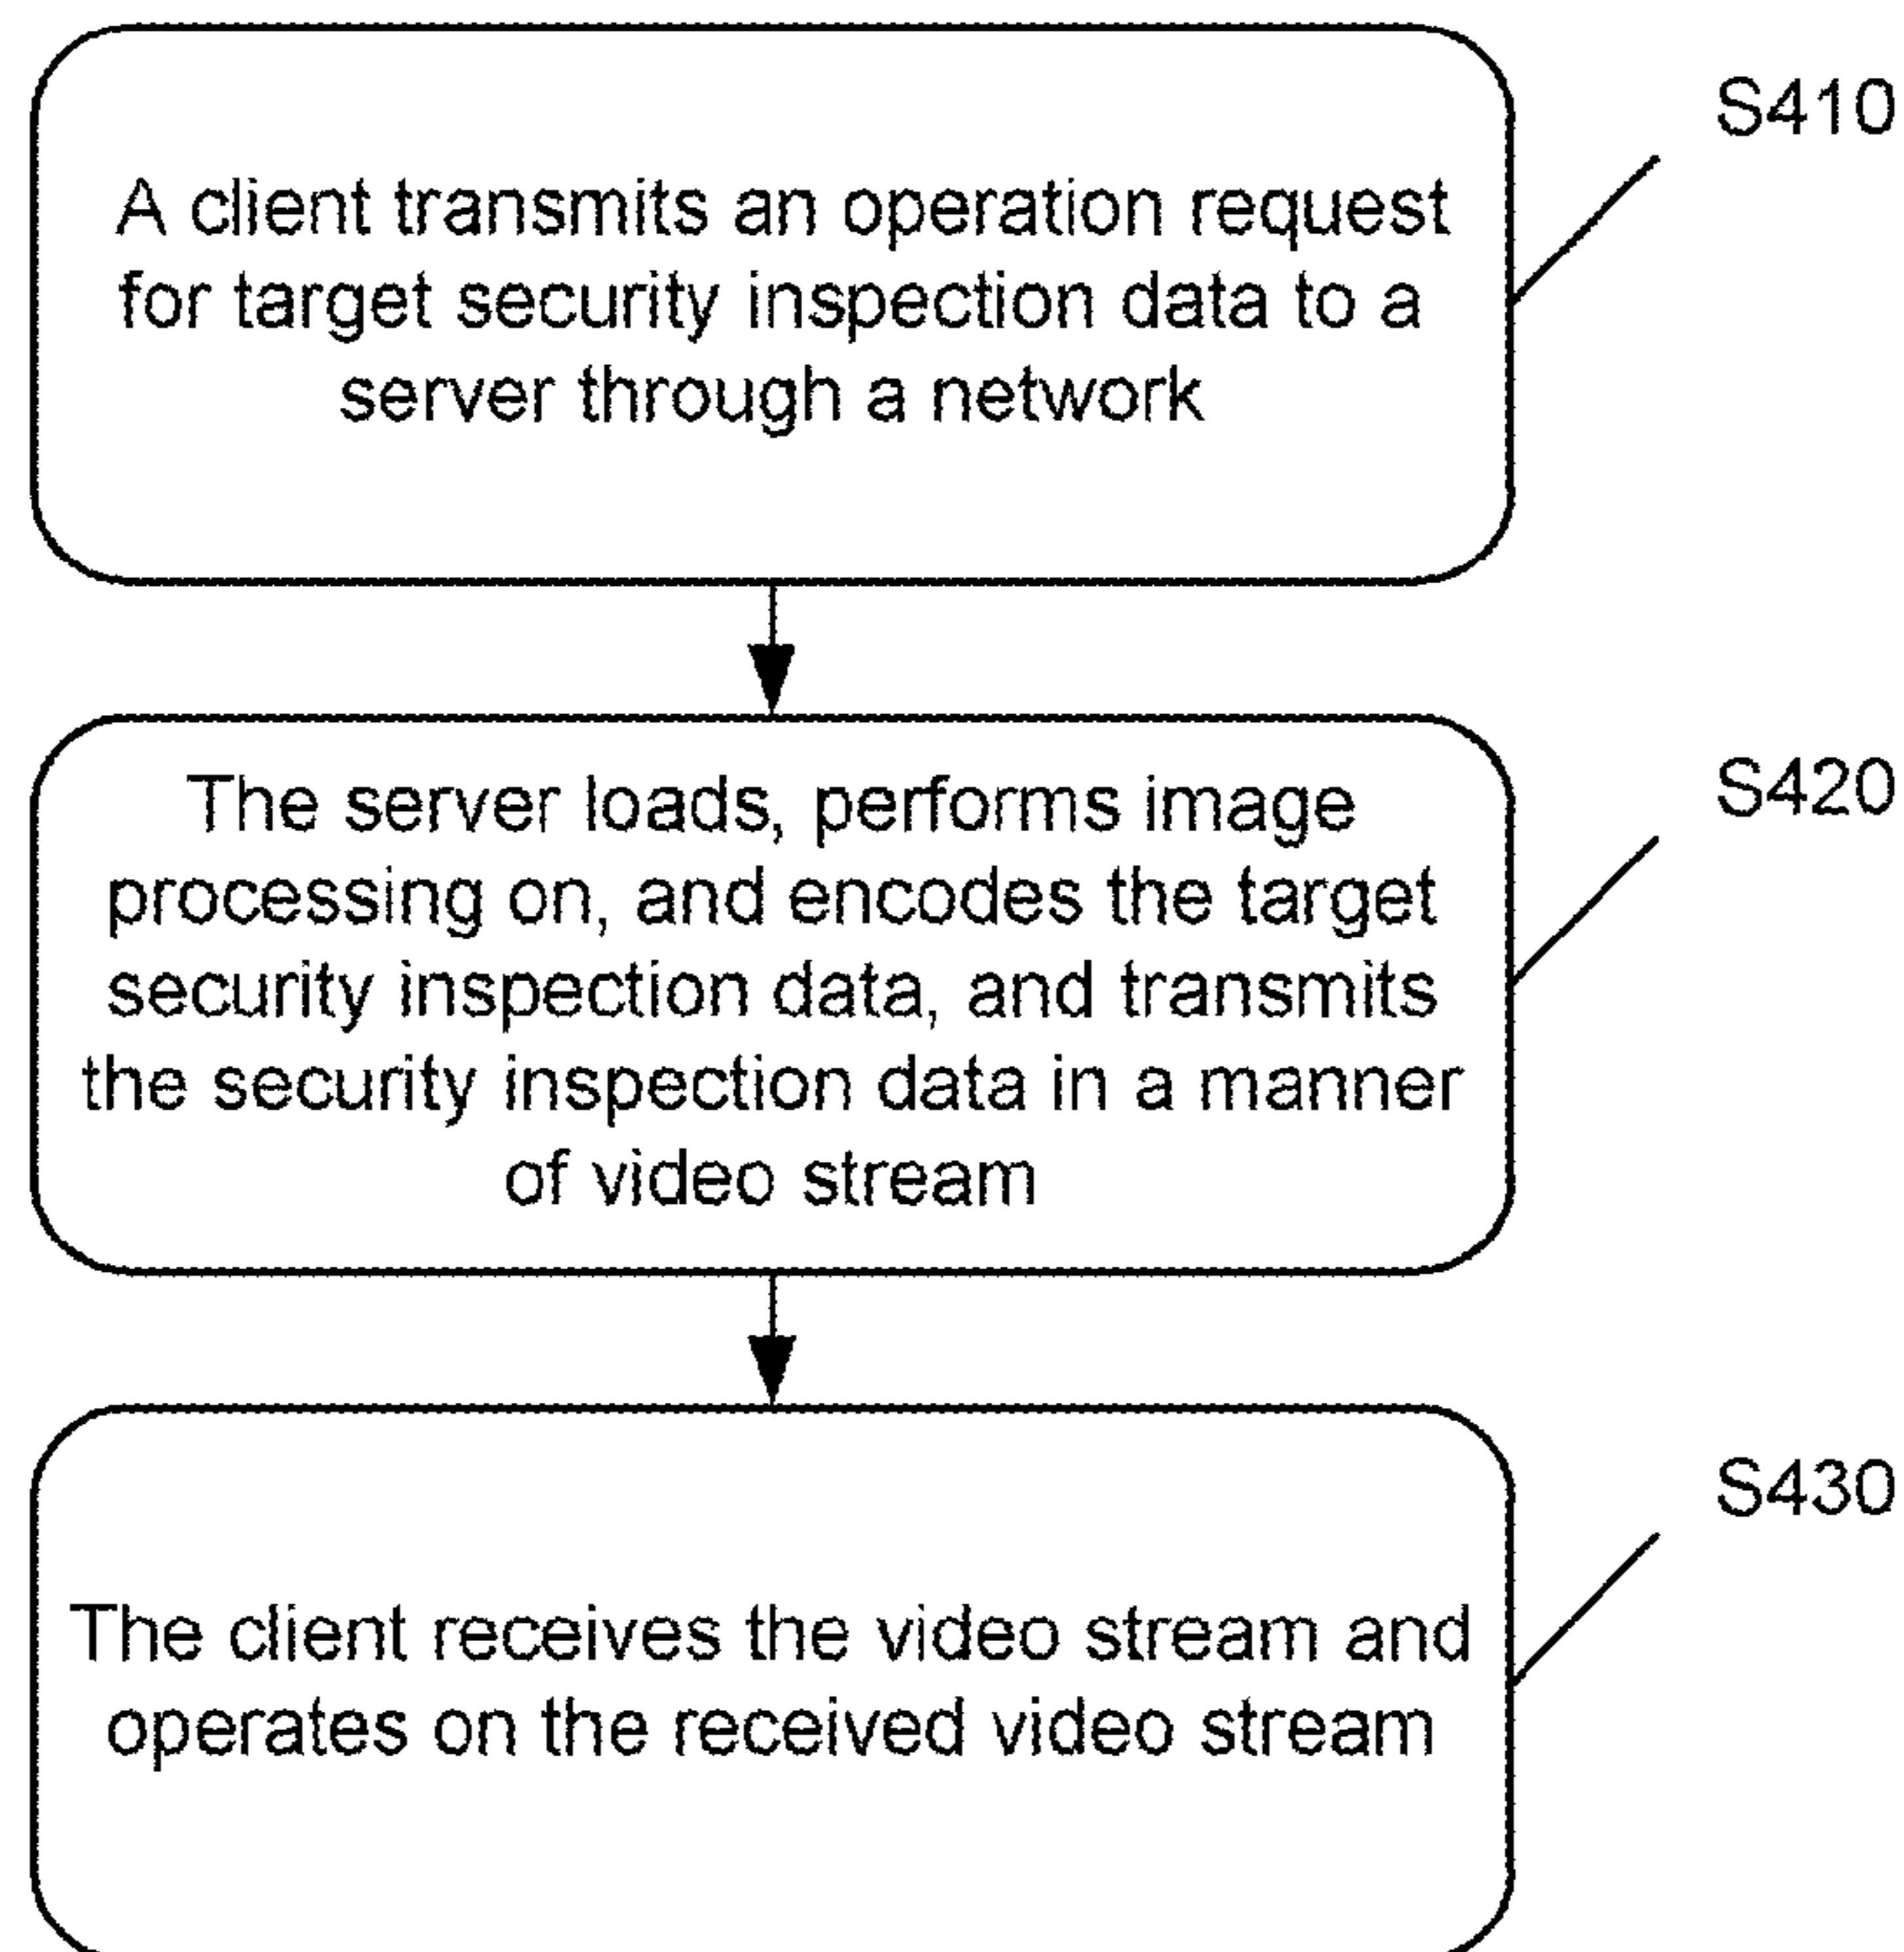 S410
A client transmits an operation request
for target security inspection data to a
server through a network
S420
The server loads, performs image
processing on, and encodes the target
security inspection data, and transmits
the security inspection data in a manner
of video stream
S430
The client receives the video stream and
operates on the received video stream